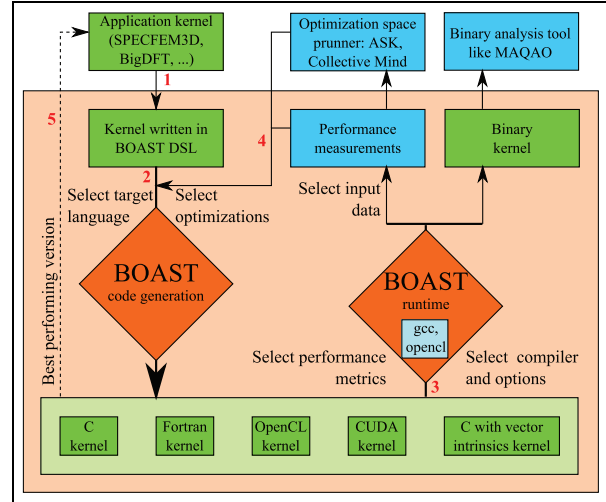 Application kernel
(SPECFEM3D,
BigDFT, ...)
Optimization space
prunner: ASK,
Collective Mind
Binary analysis tool
like MAQAO
1
5
Kernel written in
BOAST DSL
4
Performance
measurements
Binary
kernel
2
Select target
language
Select
optimizations
Select input
data
BOAST
code generation
BOAST
runtime
gcc,
opencl
Best performing version
Select performance
metrics
Select compiler
and options
3
C
kernel
Fortran
kernel
OpenCL
kernel
CUDA
kernel
C with vector
intrinsics kernel